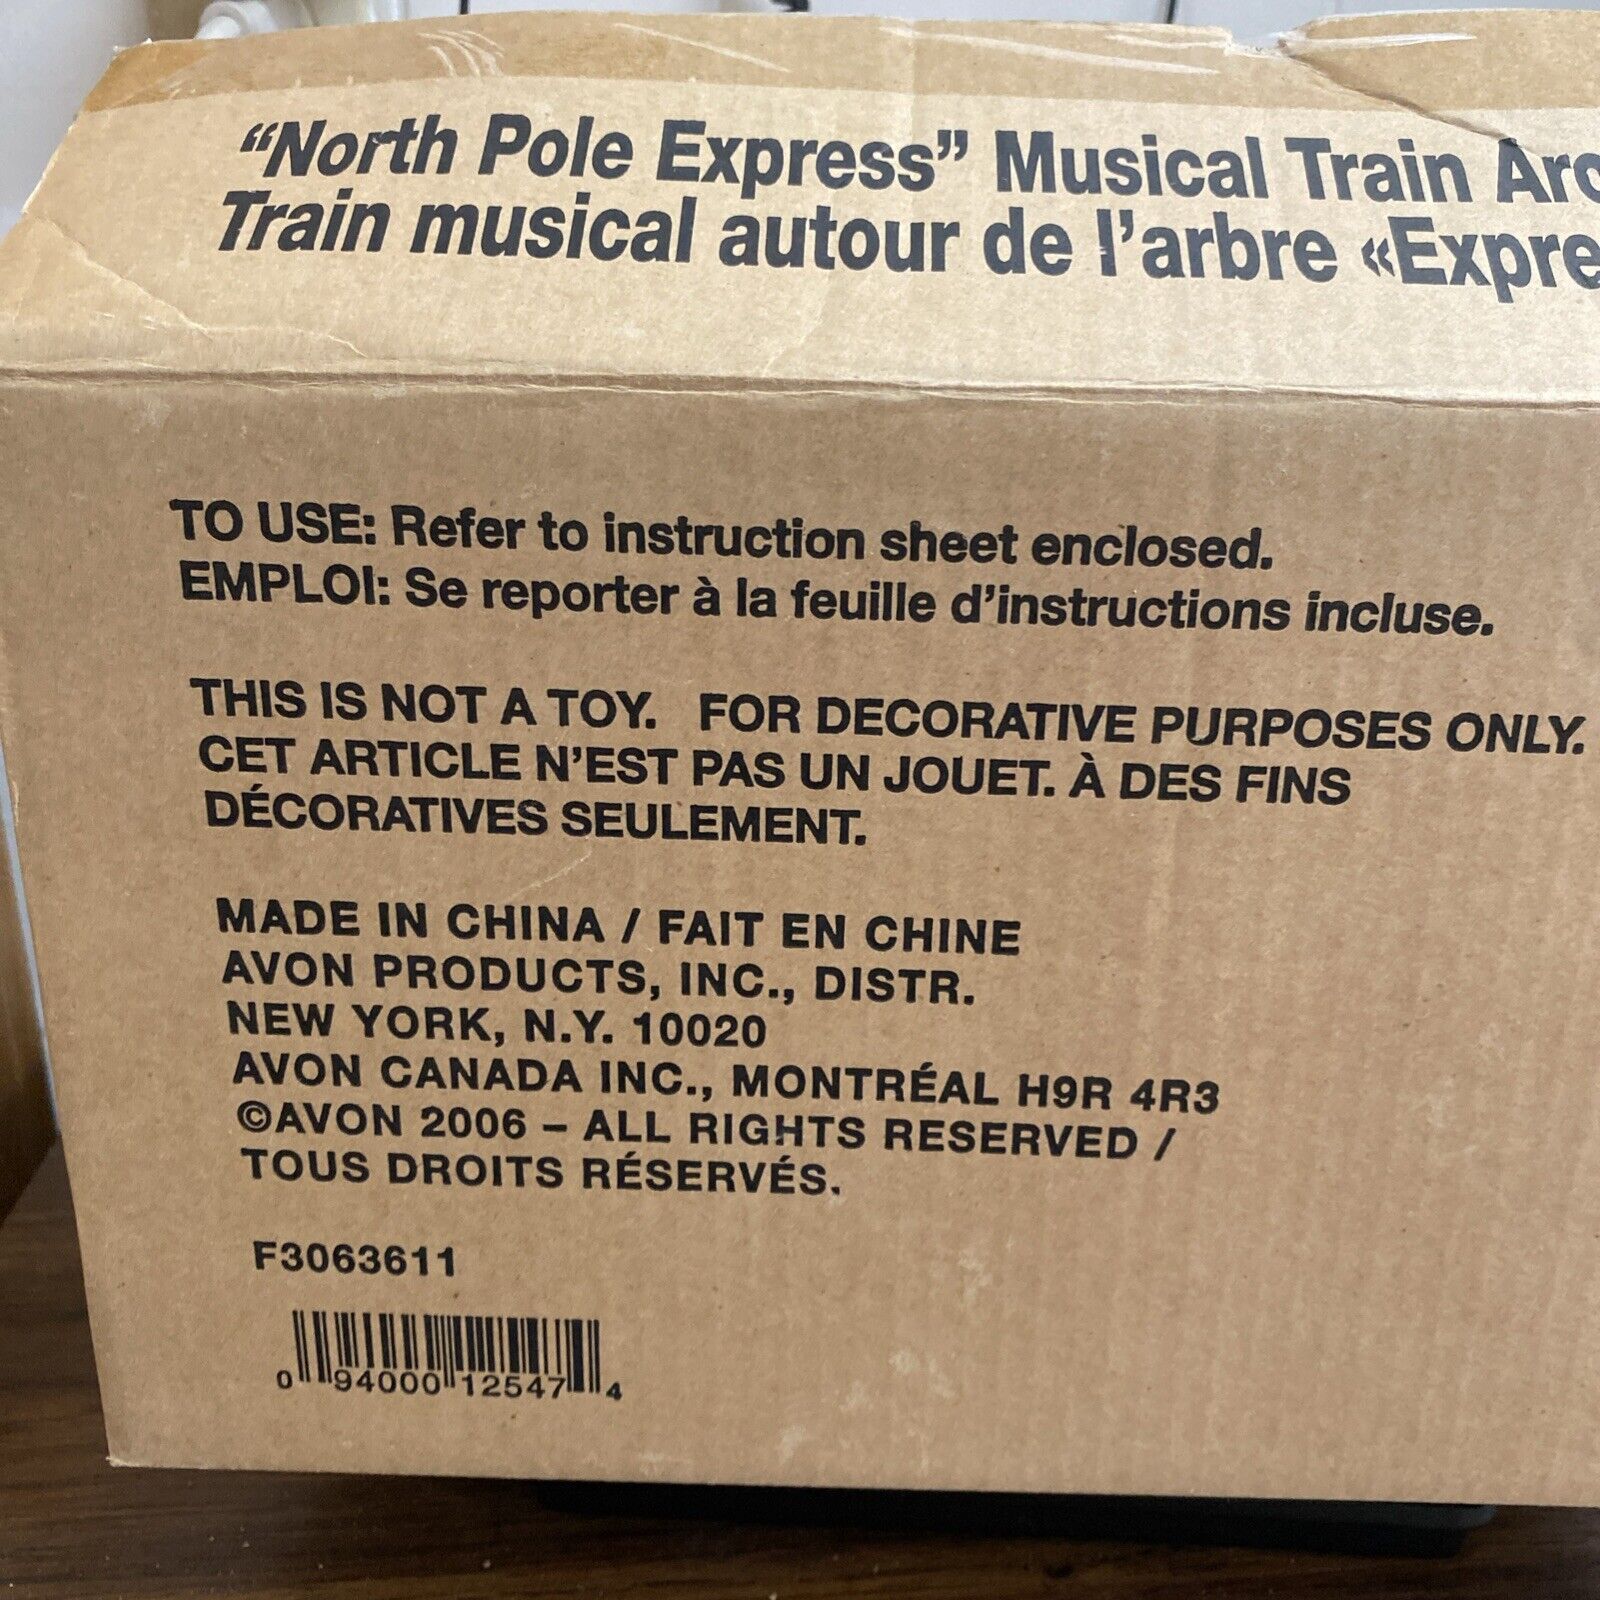 “North Pole Express” Musical Train
Train musical autour de l’arbre
TO USE: Refer to instruction sheet enclosed.
EMPLOI: Se reporter à la feuille d’instructions incluse.
THIS IS NOT A TOY. FOR DECORATIVE PURPOSES ONLY.
CET ARTICLE N’EST PAS UN JOUET. À DES FINS
DÉCORATIVES SEULEMENT.
MADE IN CHINA / FAIT EN CHINE
AVON PRODUCTS, INC., DISTR.
NEW YORK, N.Y. 10020
AVON CANADA INC., MONTRÉAL H9R 4R3
©AVON 2006 – ALL RIGHTS RESERVED /
TOUS DROITS RÉSERVÉS.
F3063611
0 94000 12547 4